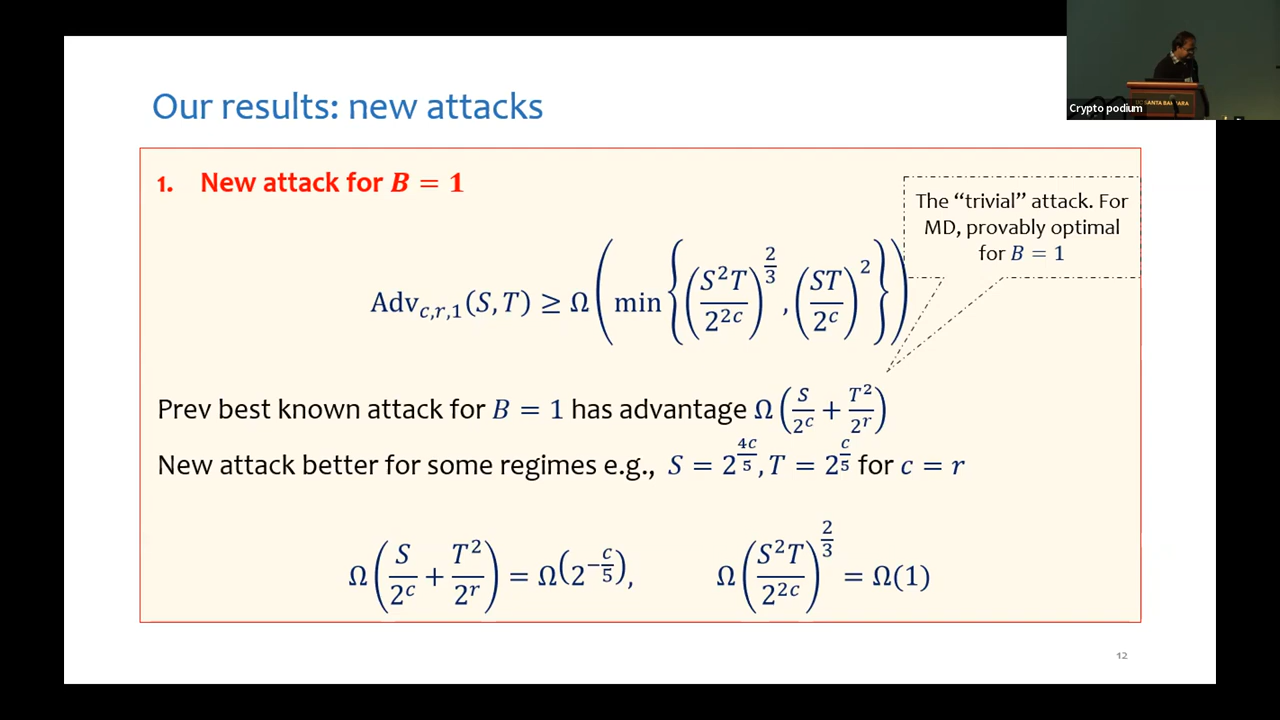 Our results: new attacks
Crypto podium
UC SANTA BARBARA
1. New attack for B = 1
The “trivial” attack. For
MD, provably optimal
for B = 1
Adv_{c,r,1}(S, T) ≥ Ω(min{(S²T/2^{2c})^{2/3}, (ST/2^c)²})
Prev best known attack for B = 1 has advantage Ω(S/2^c + T²/2^r)
New attack better for some regimes e.g., S = 2^{4c/5}, T = 2^{c/5} for c = r
Ω(S/2^c + T²/2^r) = Ω(2^{-c/5}), Ω(S²T/2^{2c})^{2/3} = Ω(1)
12